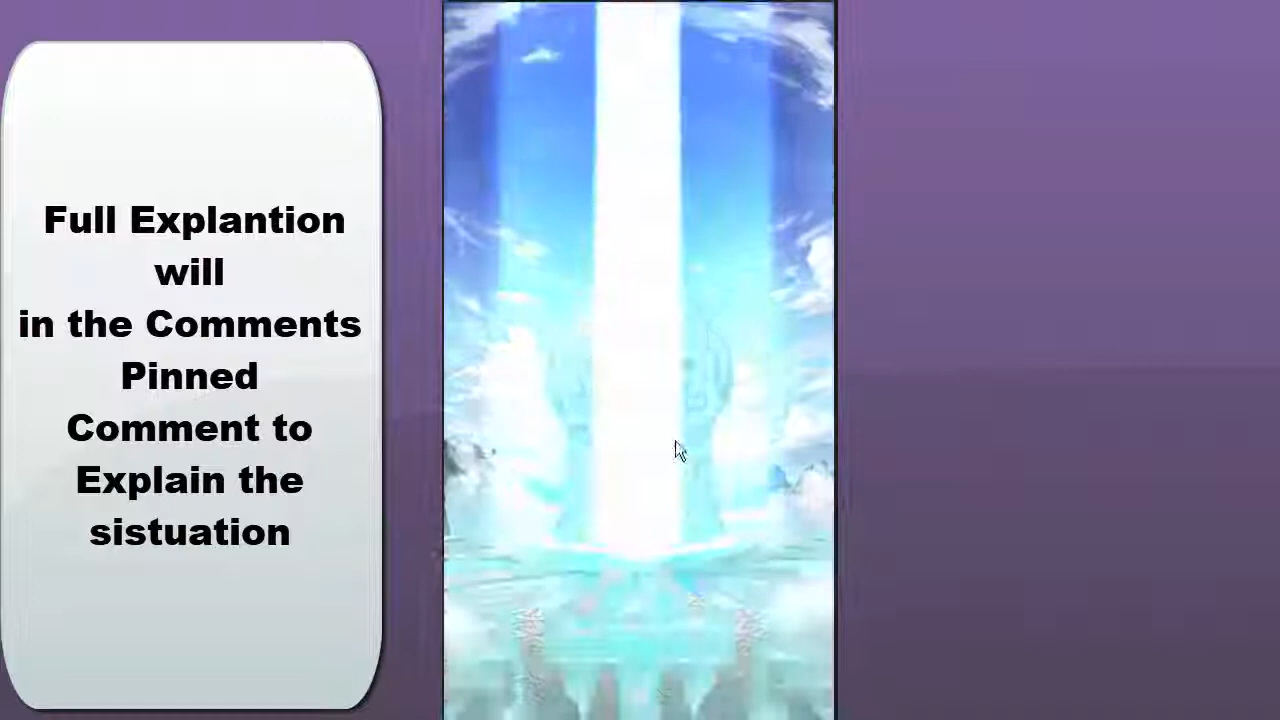 Full Explantion
will
in the Comments
Pinned
Comment to
Explain the
sistuation